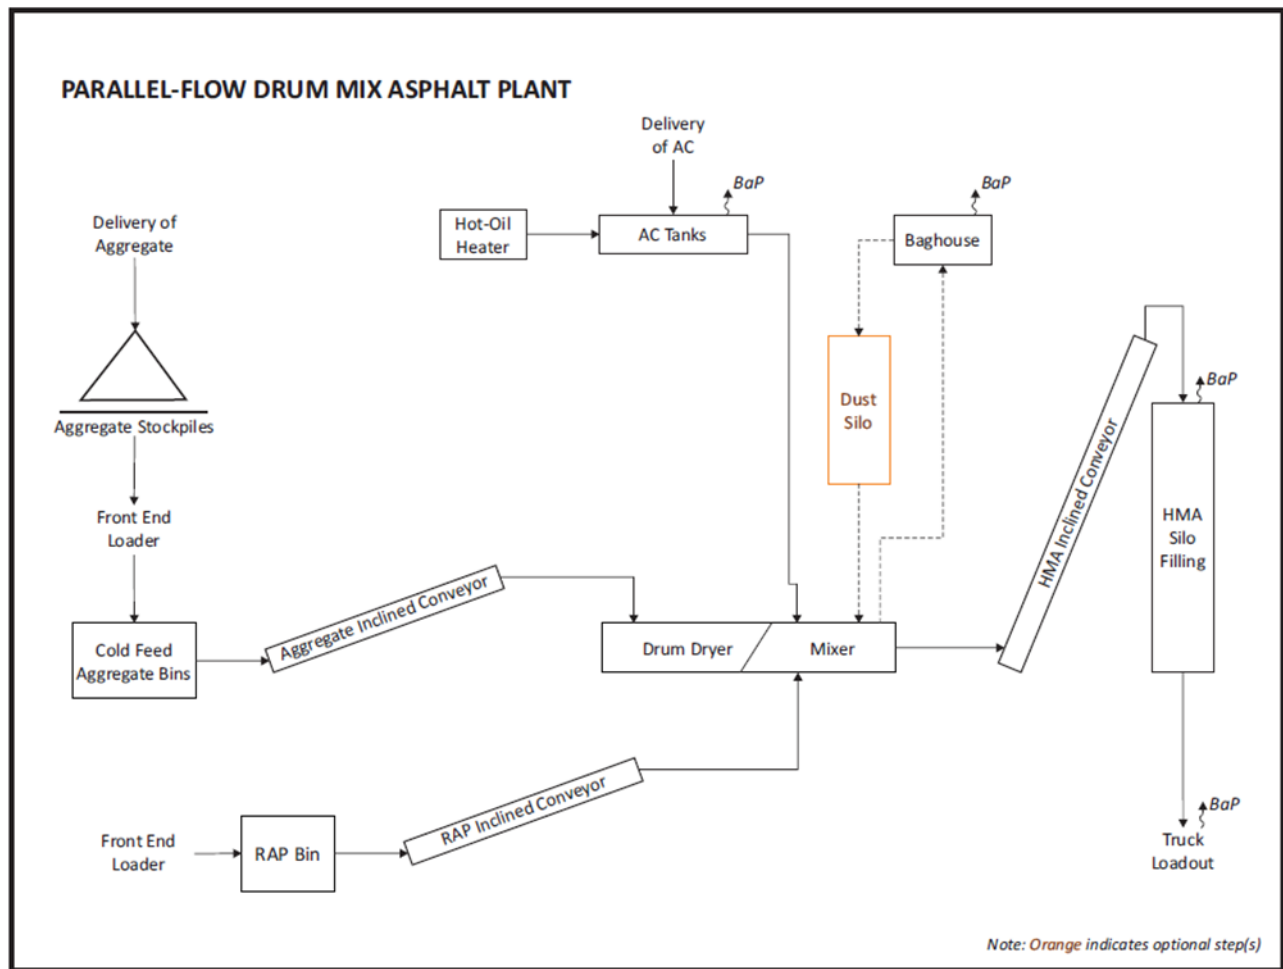 PARALLEL-FLOW DRUM MIX ASPHALT PLANT
Delivery
of AC
BaP
BaP
Delivery of
Aggregate
Hot-Oil
Heater
AC Tanks
Baghouse
Dust
Silo
BaP
Aggregate Stockpiles
HMA Inclined Conveyor
Front End
Loader
HMA
Silo
Filling
Aggregate Inclined Conveyor
Cold Feed
Aggregate Bins
Drum Dryer
Mixer
RAP Inclined Conveyor
Front End
Loader
RAP Bin
BaP
Truck
Loadout
Note: Orange indicates optional step(s)